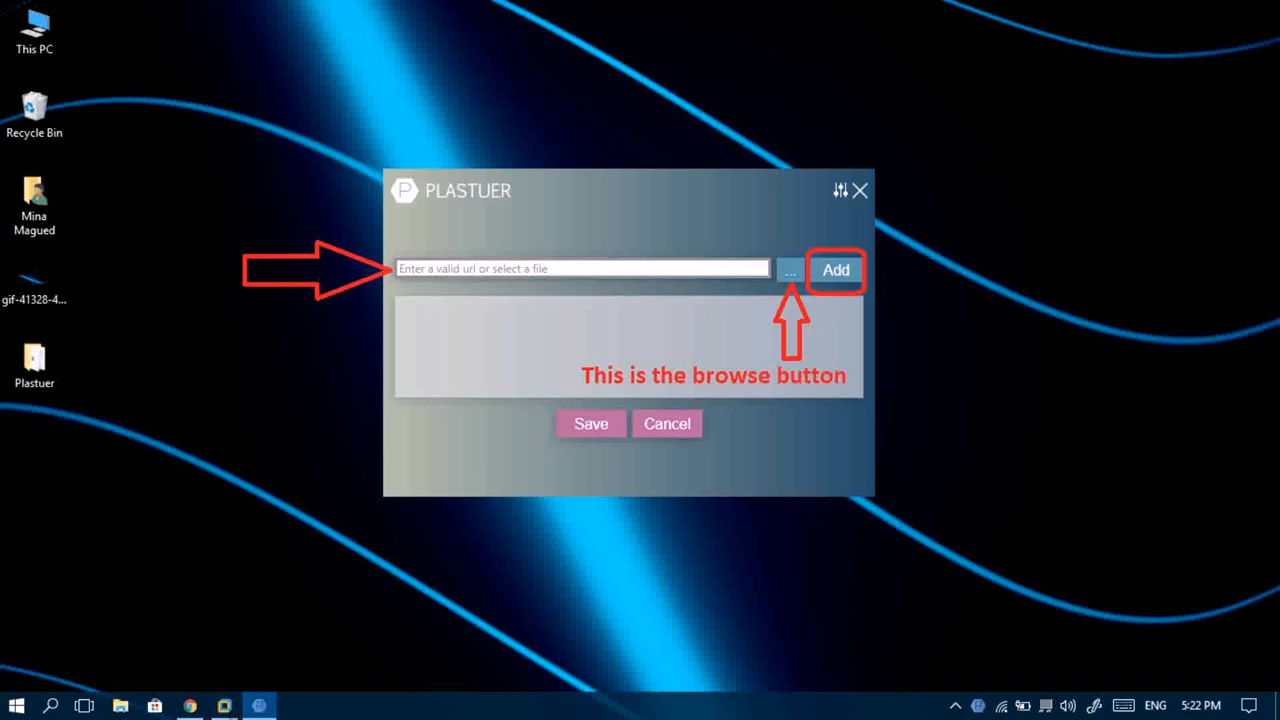 This PC
Recycle Bin
Mina
Magued
gif-41328-4...
Plastuer
P PLASTUER
Enter a valid url or select a file
...
Add
This is the browse button
Save
Cancel
ENG
5:22 PM